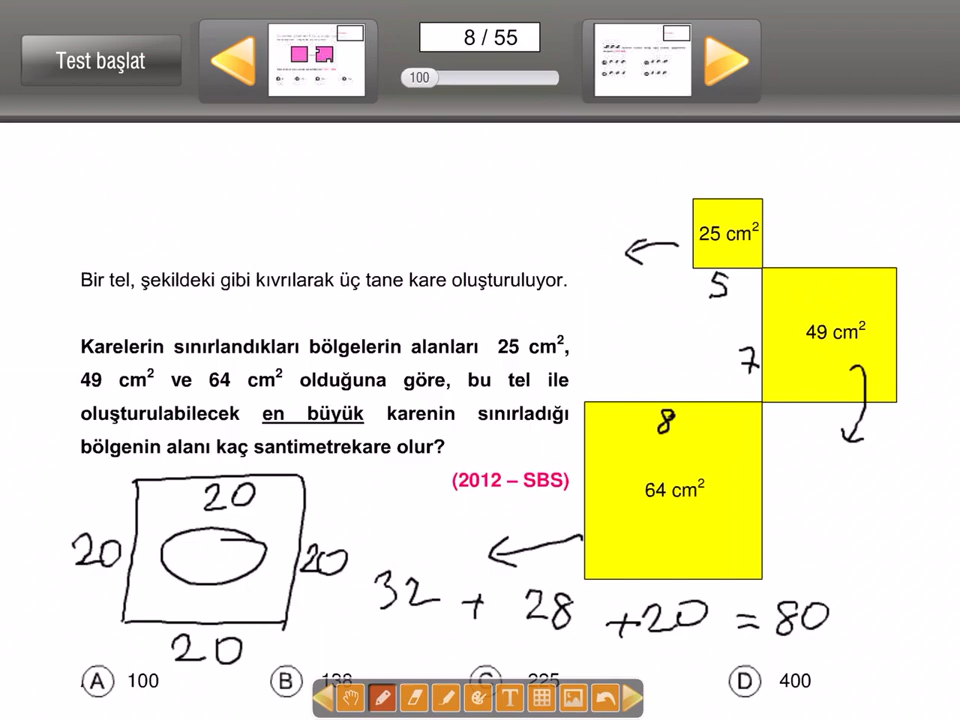 Test başlat
8 / 55
100
25 cm²
Bir tel, şekildeki gibi kıvrılarak üç tane kare oluşturuluyor.
5
49 cm²
Karelerin sınırlandıkları bölgelerin alanları 25 cm²,
7
49 cm² ve 64 cm² olduğuna göre, bu tel ile
oluşturulabilecek en büyük karenin sınırladığı
8
bölgenin alanı kaç santimetrekare olur?
(2012 – SBS)
64 cm²
20
20
20
20
32 + 28 + 20 = 80
A 100
B 138
C 225
D 400
T